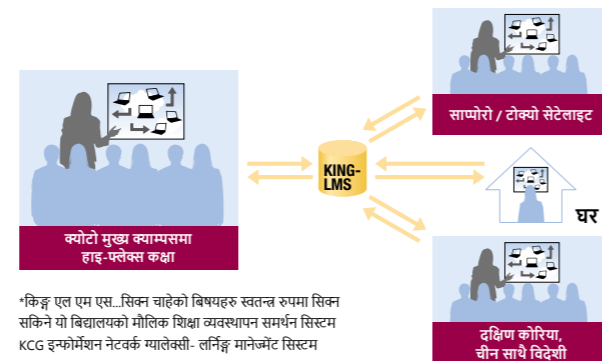 साप्पोरो / टोक्यो सेटेलाइट
KING-
LMS
घर
क्योटो मुख्य क्याम्पसमा
हाइ-फ्लेक्स कक्षा
*किङ्ग एल एम एस...सिक्न चाहेको बिषयहरु स्वतन्त्र रुपमा सिक्न
सकिने यो बिद्यालयको मौलिक शिक्षा व्यवस्थापन समर्थन सिस्टम
KCG इन्फोर्मेशन नेटवर्क ग्यालेक्सी- लर्निङ्ग मानेज्मेंट सिस्टम
दक्षिण कोरिया,
चीन साथै विदेशी